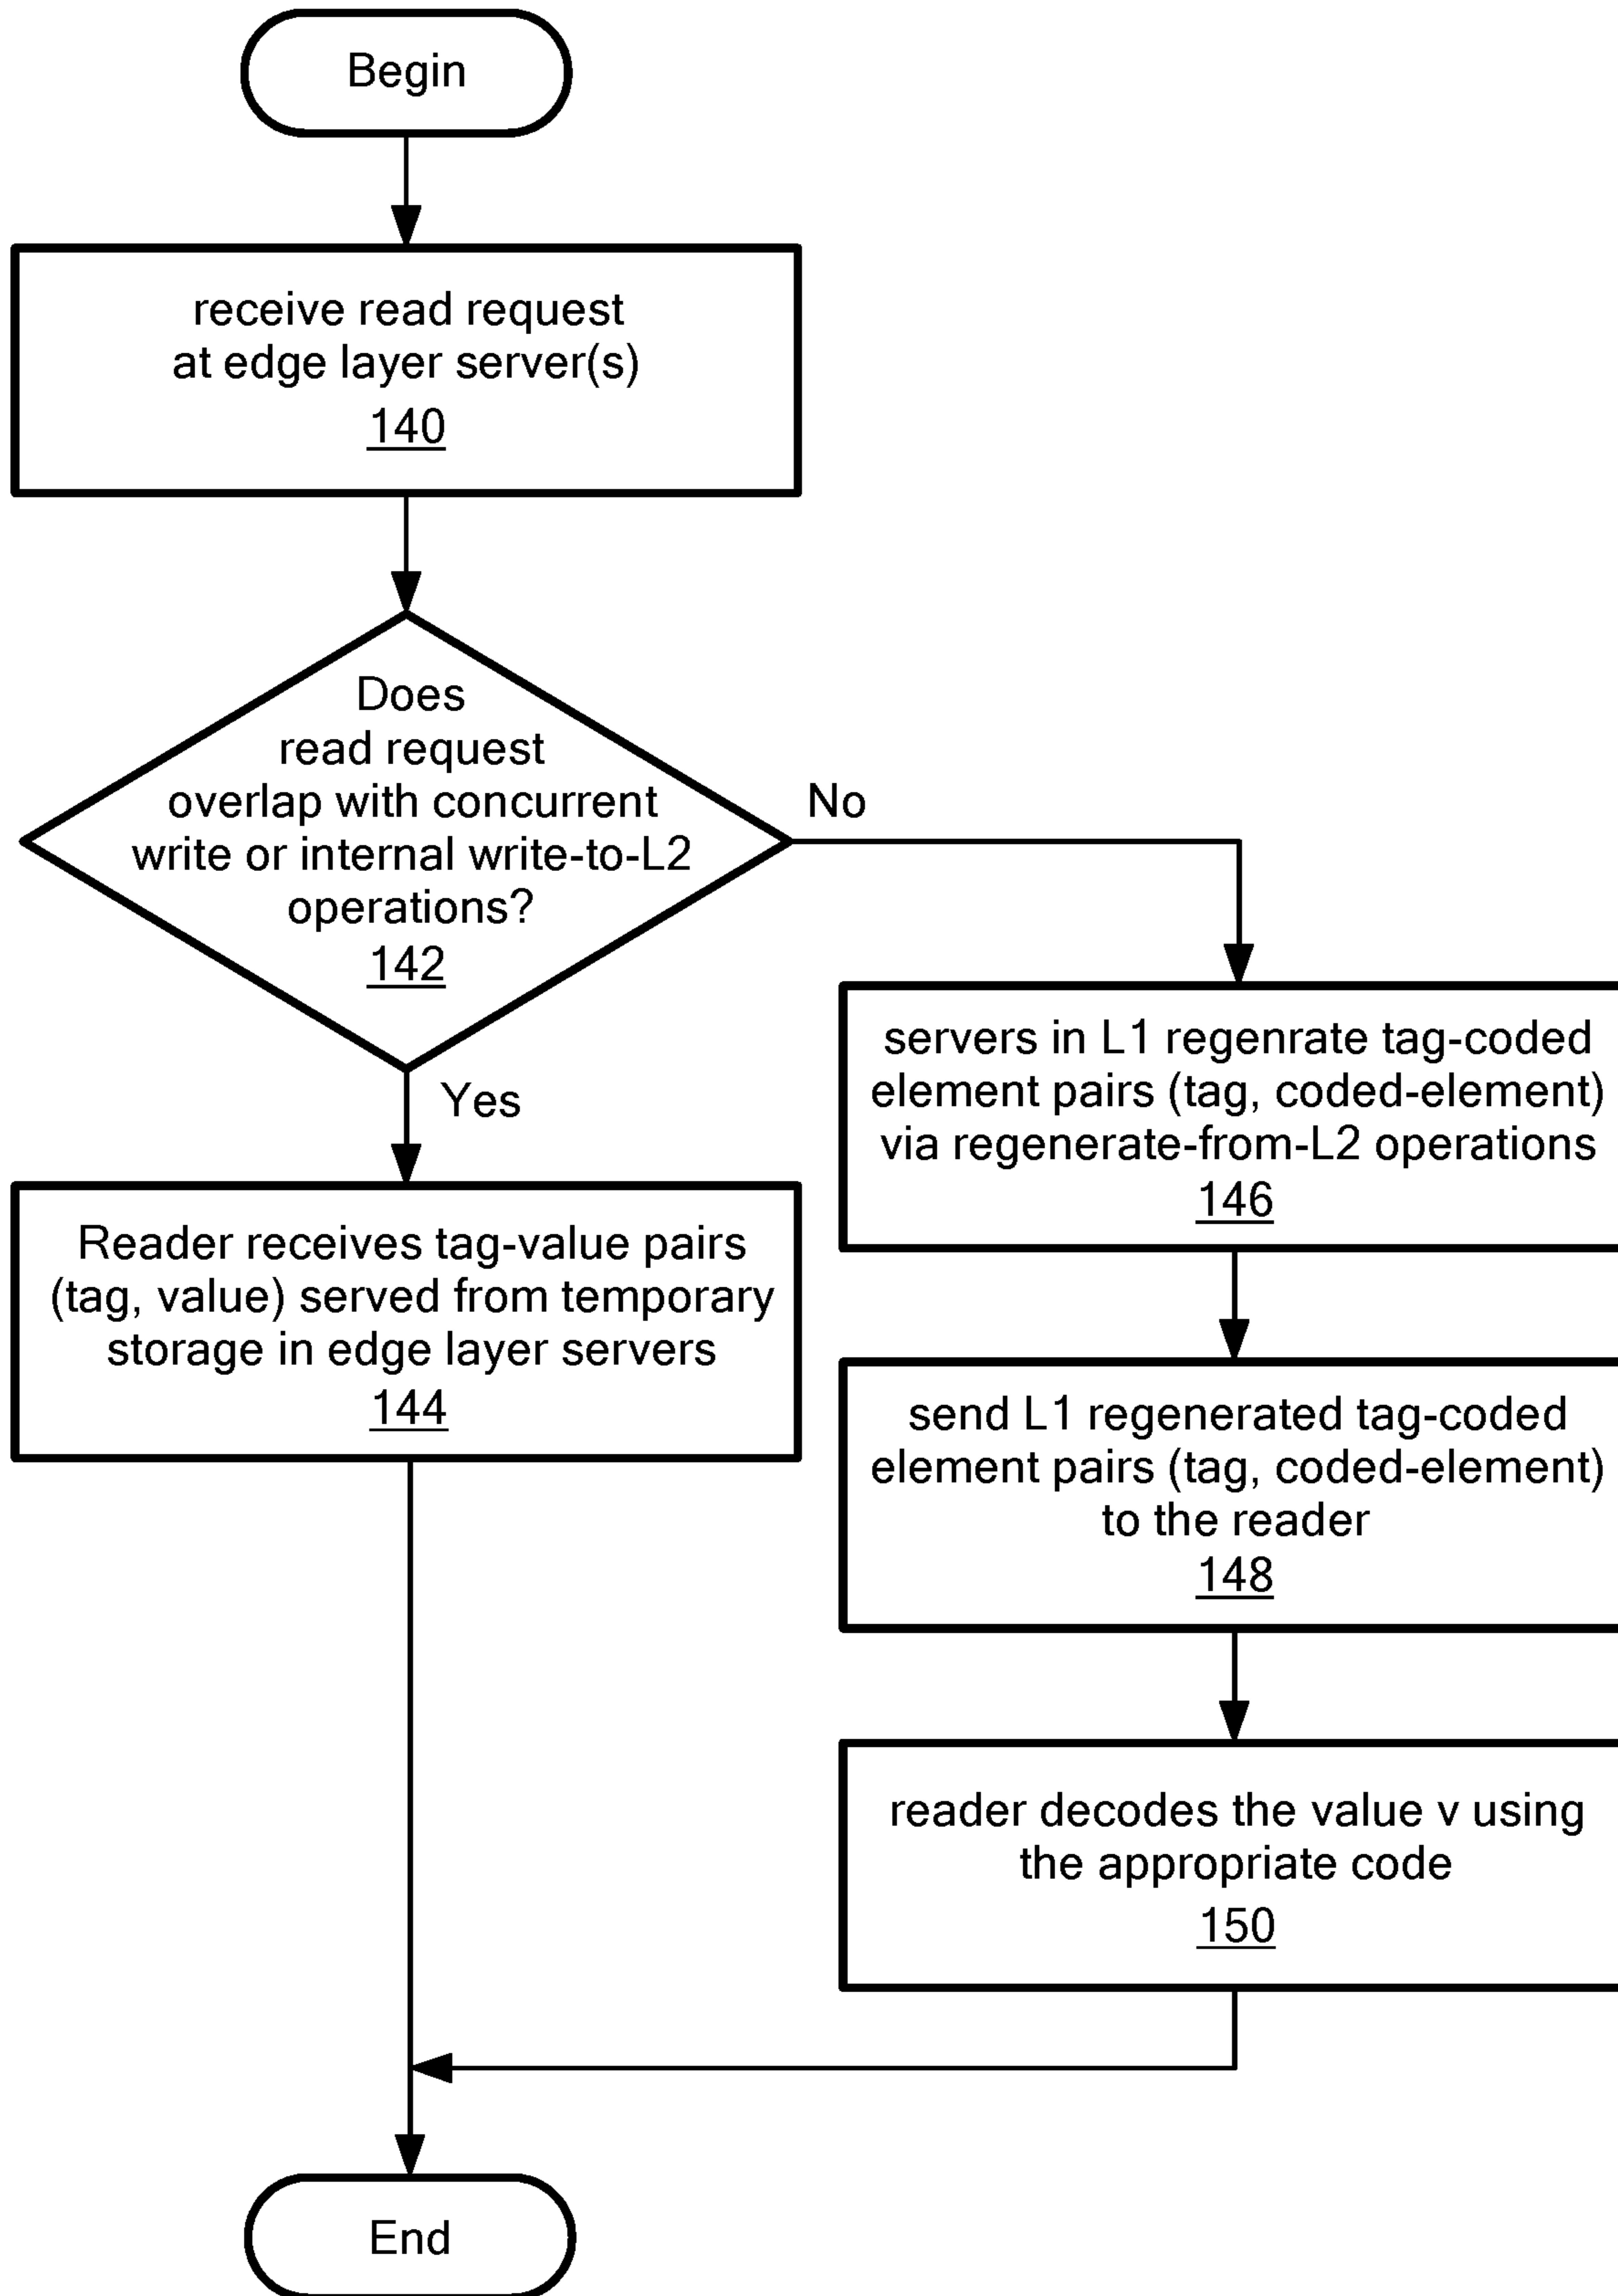 Begin
receive read request
at edge layer server(s)
140
Does
read request
overlap with concurrent
write or internal write-to-L2
operations?
142
No
Yes
Reader receives tag-value pairs
(tag, value) served from temporary
storage in edge layer servers
144
servers in L1 regenrate tag-coded
element pairs (tag, coded-element)
via regenerate-from-L2 operations
146
send L1 regenerated tag-coded
element pairs (tag, coded-element)
to the reader
148
reader decodes the value v using
the appropriate code
150
End